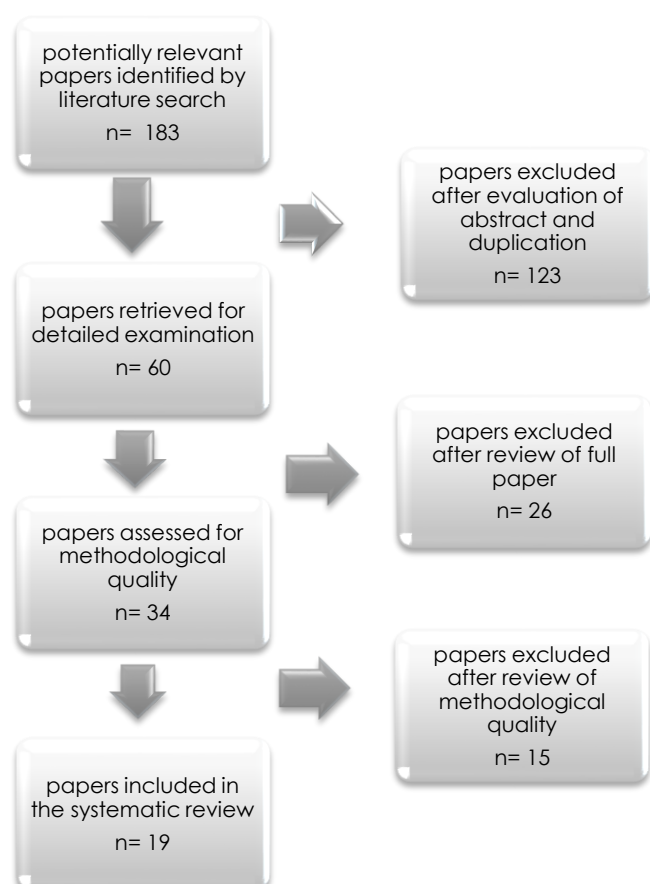 potentially relevant
papers identified by
literature search
n=  183
papers excluded
after evaluation of
abstract and
duplication
n= 123
papers retrieved for
detailed examination
n= 60
papers excluded
after review of full
paper
n= 26
papers assessed for
methodological
quality
n= 34
papers excluded
after review of
methodological
quality
n= 15
papers included in
the systematic review
n= 19